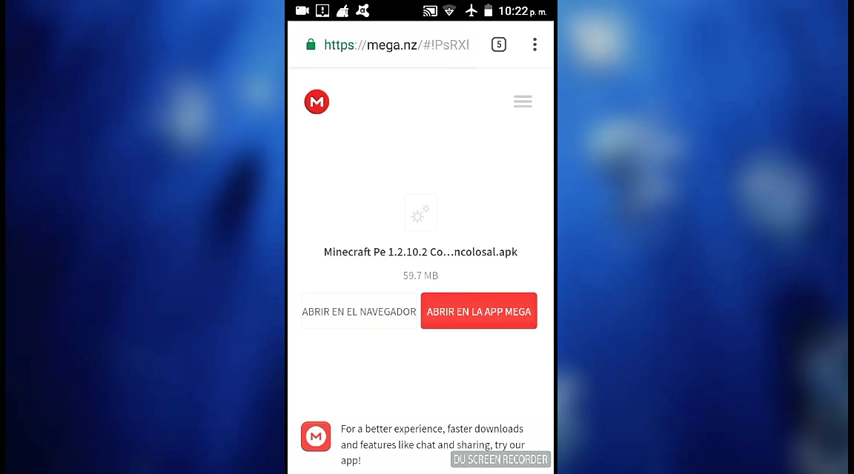 10:22 p. m.
https://mega.nz/#!PsRXl
5
M
Minecraft Pe 1.2.10.2 Co...ncolosal.apk
59.7 MB
ABRIR EN EL NAVEGADOR
ABRIR EN LA APP MEGA
M
For a better experience, faster downloads
and features like chat and sharing, try our
app!
DU SCREEN RECORDER